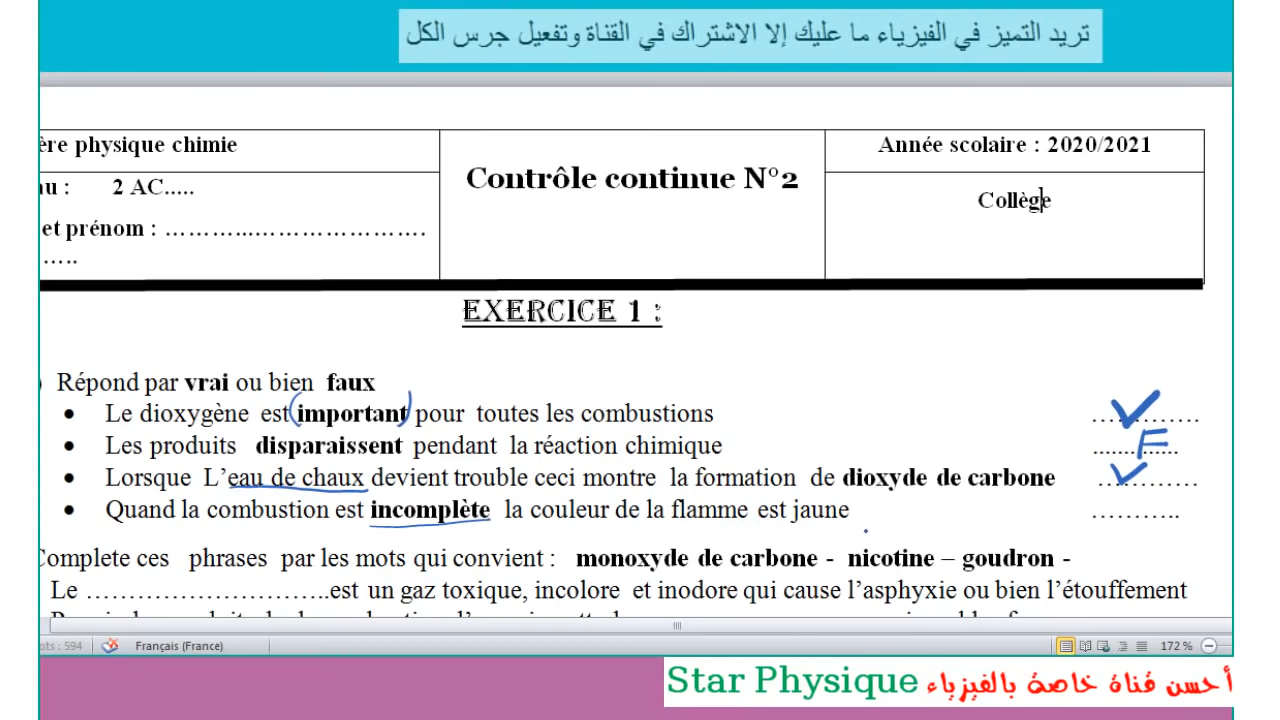 تريد التميز في الفيزياء ما عليك إلا الاشتراك في القناة وتفعيل جرس الكل
ère physique chimie
Contrôle continue N°2
Année scolaire : 2020/2021
u : 2 AC.....
Collège
et prénom : ………...………………….
…..
EXERCICE 1 :
) Répond par vrai ou bien faux
• Le dioxygène est (important) pour toutes les combustions ………….
• Les produits disparaissent pendant la réaction chimique ....... F ......
• Lorsque L’eau de chaux devient trouble ceci montre la formation de dioxyde de carbone …………
• Quand la combustion est incomplète la couleur de la flamme est jaune ………..
Complete ces phrases par les mots qui convient : monoxyde de carbone - nicotine – goudron -
Le ………………………..est un gaz toxique, incolore et inodore qui cause l’asphyxie ou bien l’étouffement
ots : 594 Français (France) 172 %
Star Physique أحسن قناة خاصة بالفيزياء